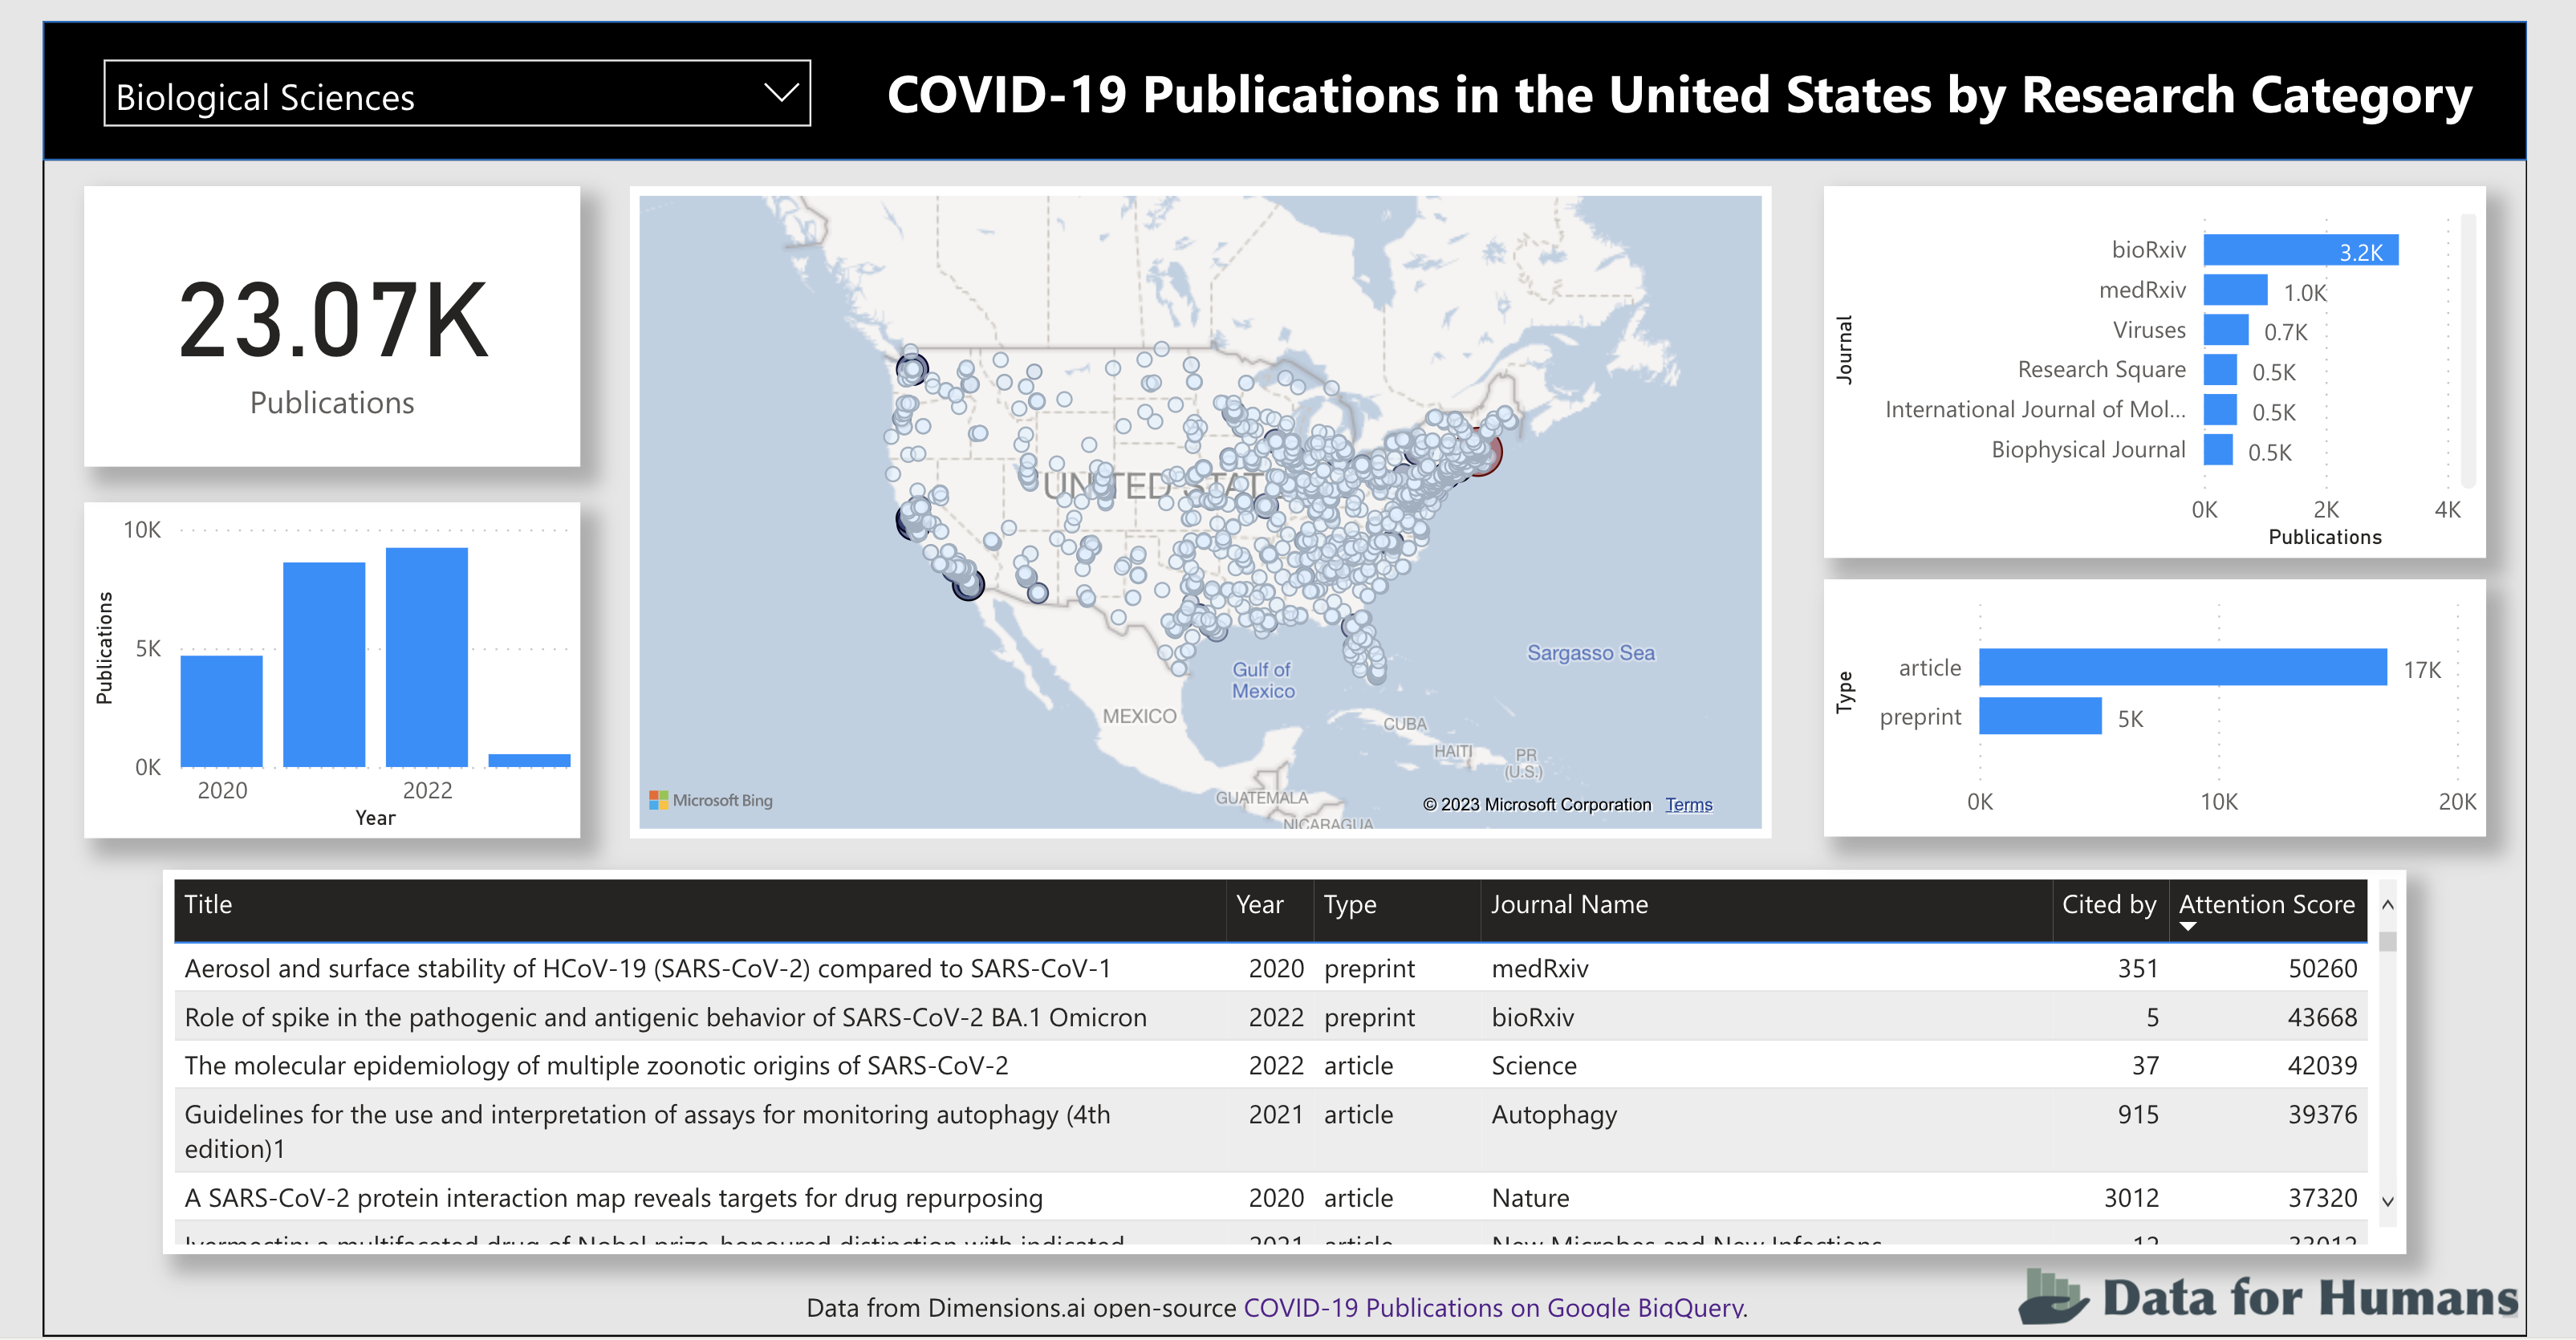 Biological Sciences
COVID-19 Publications in the United States by Research Category
23.07K
Publications
10K
5K
0K
Publications
2020
2022
Year
UNITED STAT
Gulf of
Mexico
Sargasso Sea
MEXICO
CUBA
HAITI
PR
(U.S.)
GUATEMALA
NICARAGUA
Microsoft Bing
© 2023 Microsoft Corporation Terms
Journal
bioRxiv 3.2K
medRxiv 1.0K
Viruses 0.7K
Research Square 0.5K
International Journal of Mol... 0.5K
Biophysical Journal 0.5K
0K 2K 4K
Publications
Type
article 17K
preprint 5K
0K 10K 20K
Title Year Type Journal Name Cited by Attention Score
Aerosol and surface stability of HCoV-19 (SARS-CoV-2) compared to SARS-CoV-1 2020 preprint medRxiv 351 50260
Role of spike in the pathogenic and antigenic behavior of SARS-CoV-2 BA.1 Omicron 2022 preprint bioRxiv 5 43668
The molecular epidemiology of multiple zoonotic origins of SARS-CoV-2 2022 article Science 37 42039
Guidelines for the use and interpretation of assays for monitoring autophagy (4th 2021 article Autophagy 915 39376
edition)1
A SARS-CoV-2 protein interaction map reveals targets for drug repurposing 2020 article Nature 3012 37320
Ivermectin: a multifaceted drug of Nobel prize-honoured distinction with indicated 2021 article New Microbes and New Infections 12 33012
Data from Dimensions.ai open-source COVID-19 Publications on Google BigQuery.
Data for Humans